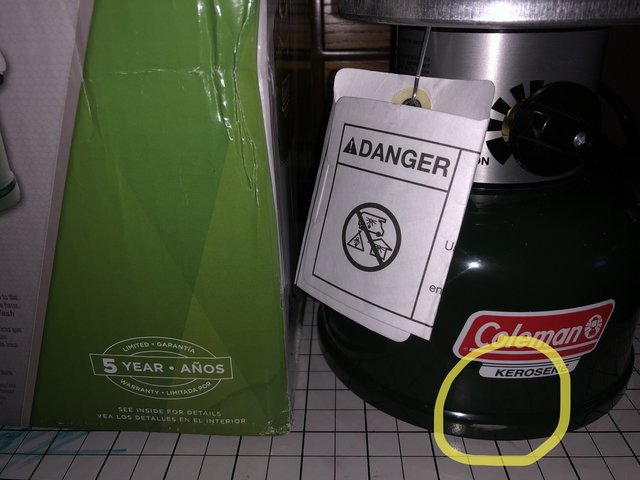 LIMITED • GARANTÍA
5 YEAR • AÑOS
WARRANTY • LIMITADA POR
SEE INSIDE FOR DETAILS
VEA LOS DETALLES EN EL INTERIOR
DANGER
ON
Coleman
KEROSENE